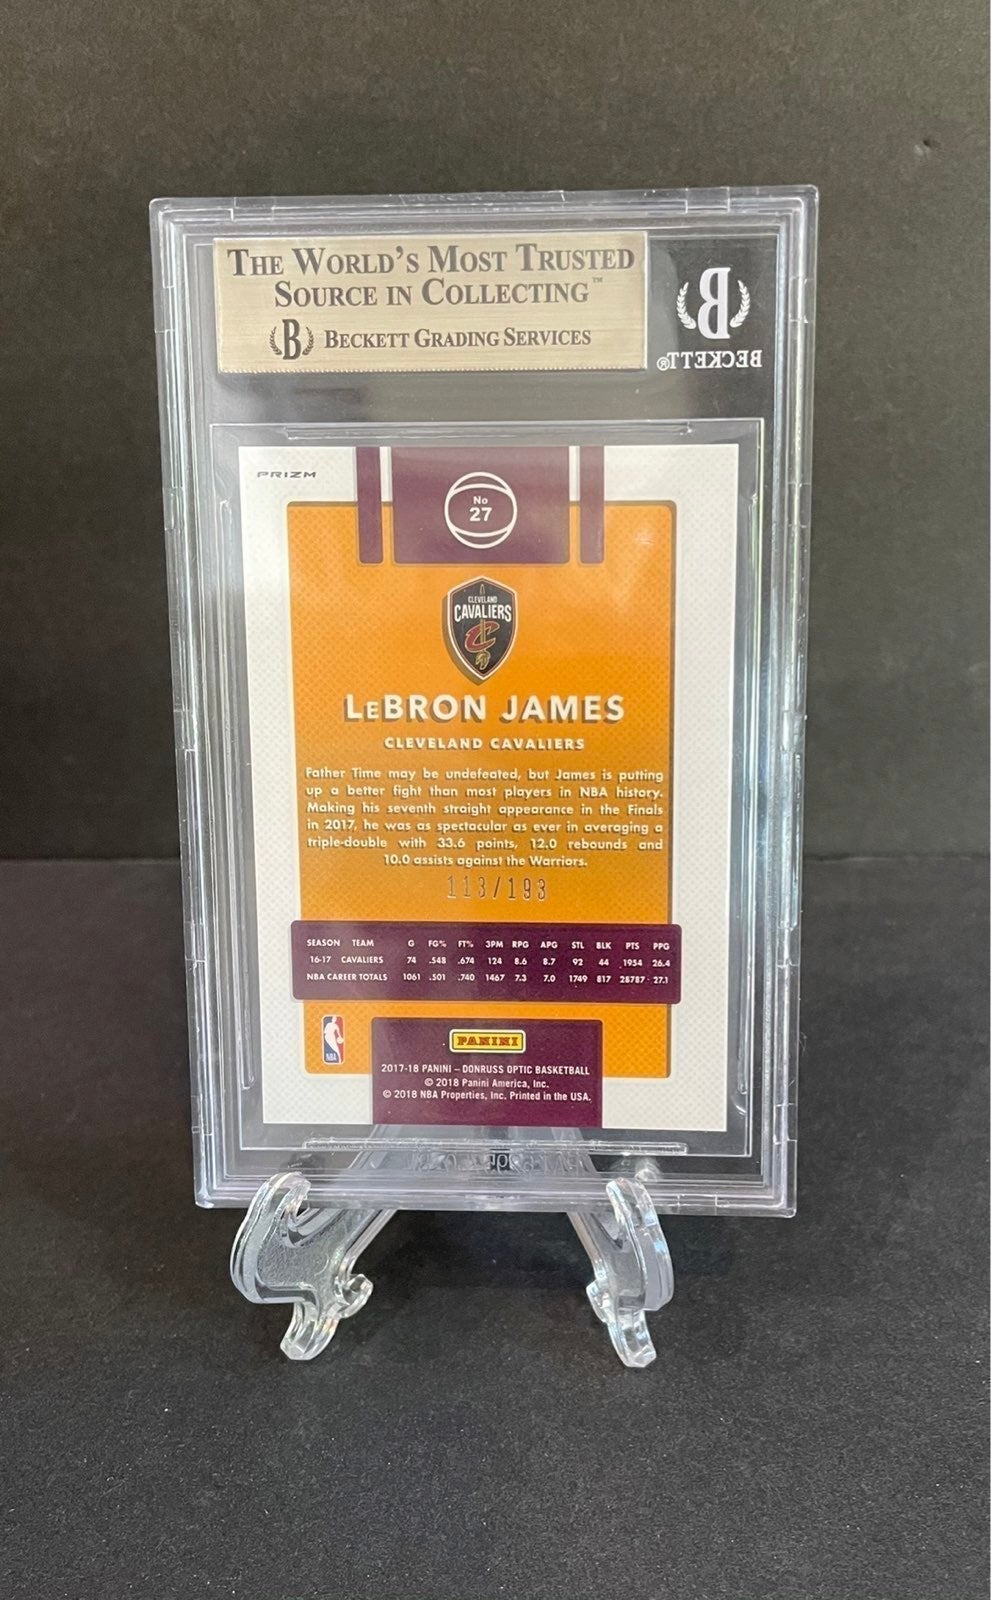 THE WORLD'S MOST TRUSTED
SOURCE IN COLLECTING™
B BECKETT GRADING SERVICES
B
BECKETT®
PRIZM
No
27
CLEVELAND
CAVALIERS
C
LEBRON JAMES
CLEVELAND CAVALIERS
Father Time may be undefeated, but James is putting
up a better fight than most players in NBA history.
Making his seventh straight appearance in the Finals
in 2017, he was as spectacular as ever in averaging a
triple-double with 33.6 points, 12.0 rebounds and
10.0 assists against the Warriors.
113/193
SEASON TEAM G FG% FT% 3PM RPG APG STL BLK PTS PPG
16-17 CAVALIERS 74 .548 .674 124 8.6 8.7 92 44 1954 26.4
NBA CAREER TOTALS 1061 .501 .740 1467 7.3 7.0 1749 817 28787 27.1
NBA
PANINI
2017-18 PANINI – DONRUSS OPTIC BASKETBALL
© 2018 Panini America, Inc.
© 2018 NBA Properties, Inc. Printed in the USA.